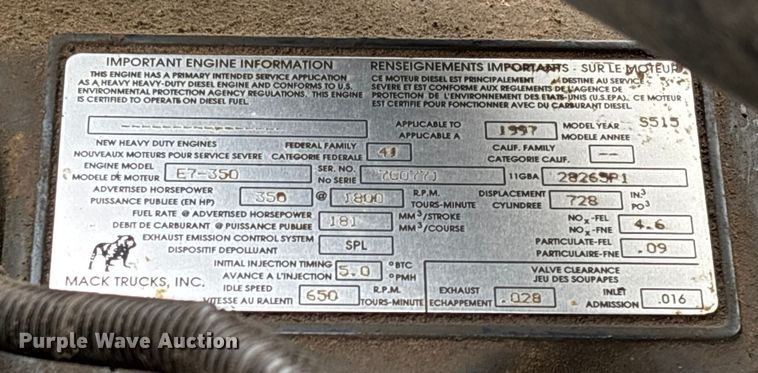 IMPORTANT ENGINE INFORMATION
THIS ENGINE HAS A PRIMARY INTENDED SERVICE APPLICATION
AS A HEAVY HEAVY-DUTY DIESEL ENGINE AND CONFORMS TO U.S.
ENVIRONMENTAL PROTECTION AGENCY REGULATIONS. THIS ENGINE
IS CERTIFIED TO OPERATE ON DIESEL FUEL.
RENSEIGNEMENTS IMPORTANTS - SUR LE MOTEUR
CE MOTEUR DIESEL EST PRINCIPALEMENT DESTINE AU SERVICE
SEVERE ET EST CONFORME AUX REGLEMENTS DE L'AGENCE DE
PROTECTION DE L'ENVIRONNEMENT DES ETATS-UNIS (U.S.EPA). CE MOTEUR
EST CERTIFIE POUR FONCTIONNER AVEC DU CARBURANT DIESEL.
APPLICABLE TO
APPLICABLE A
1997
MODEL YEAR
MODELE ANNEE
S515
NEW HEAVY DUTY ENGINES
NOUVEAUX MOTEURS POUR SERVICE SEVERE
FEDERAL FAMILY
CATEGORIE FEDERALE
41
CALIF. FAMILY
CATEGORIE CALIF.
--
ENGINE MODEL
MODELE DE MOTEUR
E7-350
SER. NO.
No SERIE
11GBA
ADVERTISED HORSEPOWER
PUISSANCE PUBLIEE (EN HP)
350
@
1800
R.P.M.
TOURS-MINUTE
DISPLACEMENT
CYLINDREE
728
IN.³
PO³
FUEL RATE @ ADVERTISED HORSEPOWER
DEBIT DE CARBURANT @ PUISSANCE PUBLIEE
181
MM³/STROKE
MM³/COURSE
NOX-FEL
NOX-FNE
4.6
EXHAUST EMISSION CONTROL SYSTEM
DISPOSITIF DEPOLLUANT
SPL
PARTICULATE-FEL
PARTICULAIRE-FNE
.09
INITIAL INJECTION TIMING
AVANCE A L'INJECTION
5.0
°BTC
°PMH
VALVE CLEARANCE
JEU DES SOUPAPES
MACK TRUCKS, INC.
IDLE SPEED
VITESSE AU RALENTI
650
R.P.M.
TOURS-MINUTE
EXHAUST
ECHAPPEMENT
.028
INLET
ADMISSION
.016
Purple Wave Auction